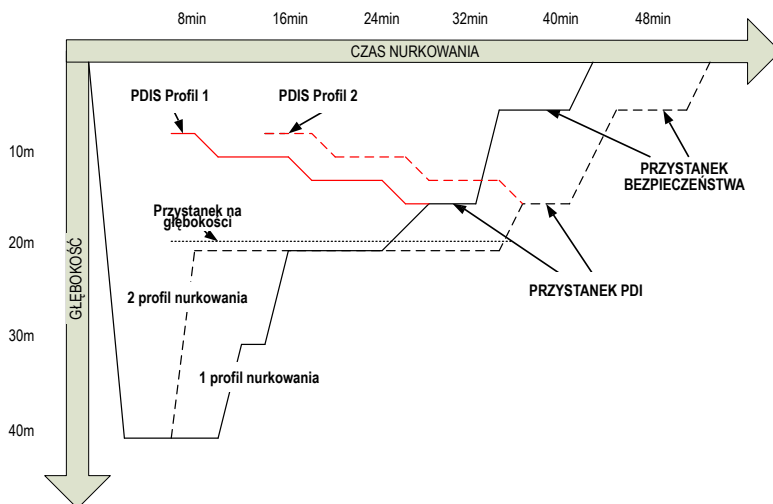 8min 16min 24min 32min 40min 48min
CZAS NURKOWANIA
PDIS Profil 1
PDIS Profil 2
10m
PRZYSTANEK
BEZPIECZEŃSTWA
Przystanek na
głębokości
20m
GŁĘBOKOŚĆ
PRZYSTANEK PDI
2 profil nurkowania
30m
1 profil nurkowania
40m